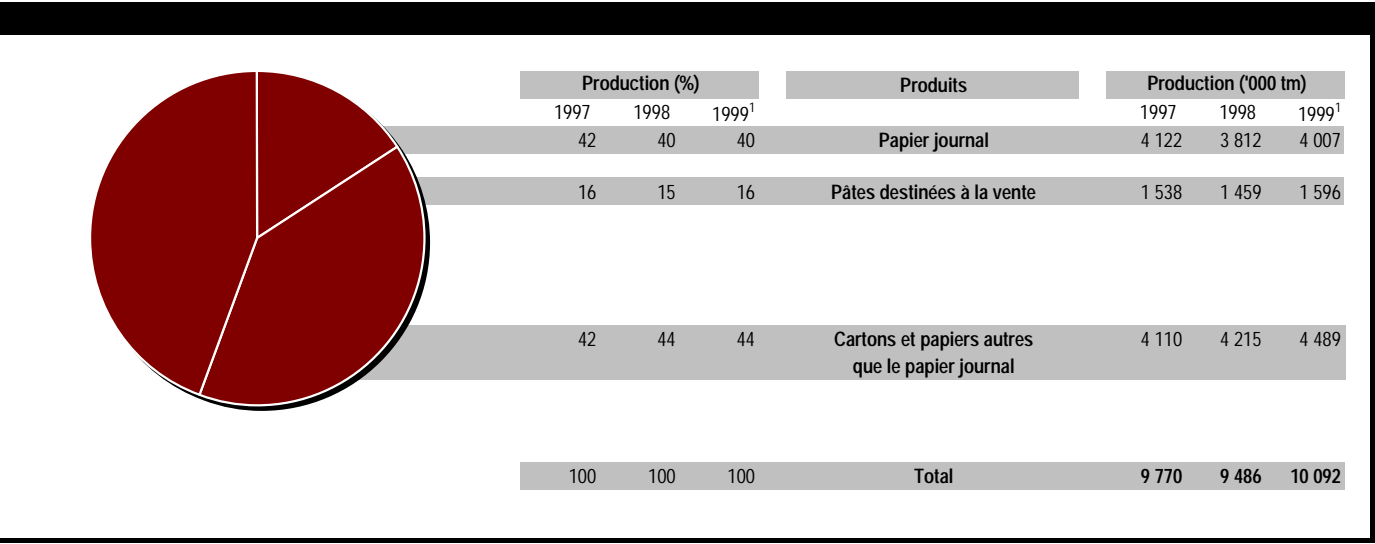 Production (%) Produits Production ('000 tm)
1997 1998 1999¹ 1997 1998 1999¹
42 40 40 Papier journal 4 122 3 812 4 007
16 15 16 Pâtes destinées à la vente 1 538 1 459 1 596
42 44 44 Cartons et papiers autres 4 110 4 215 4 489
que le papier journal
100 100 100 Total 9 770 9 486 10 092